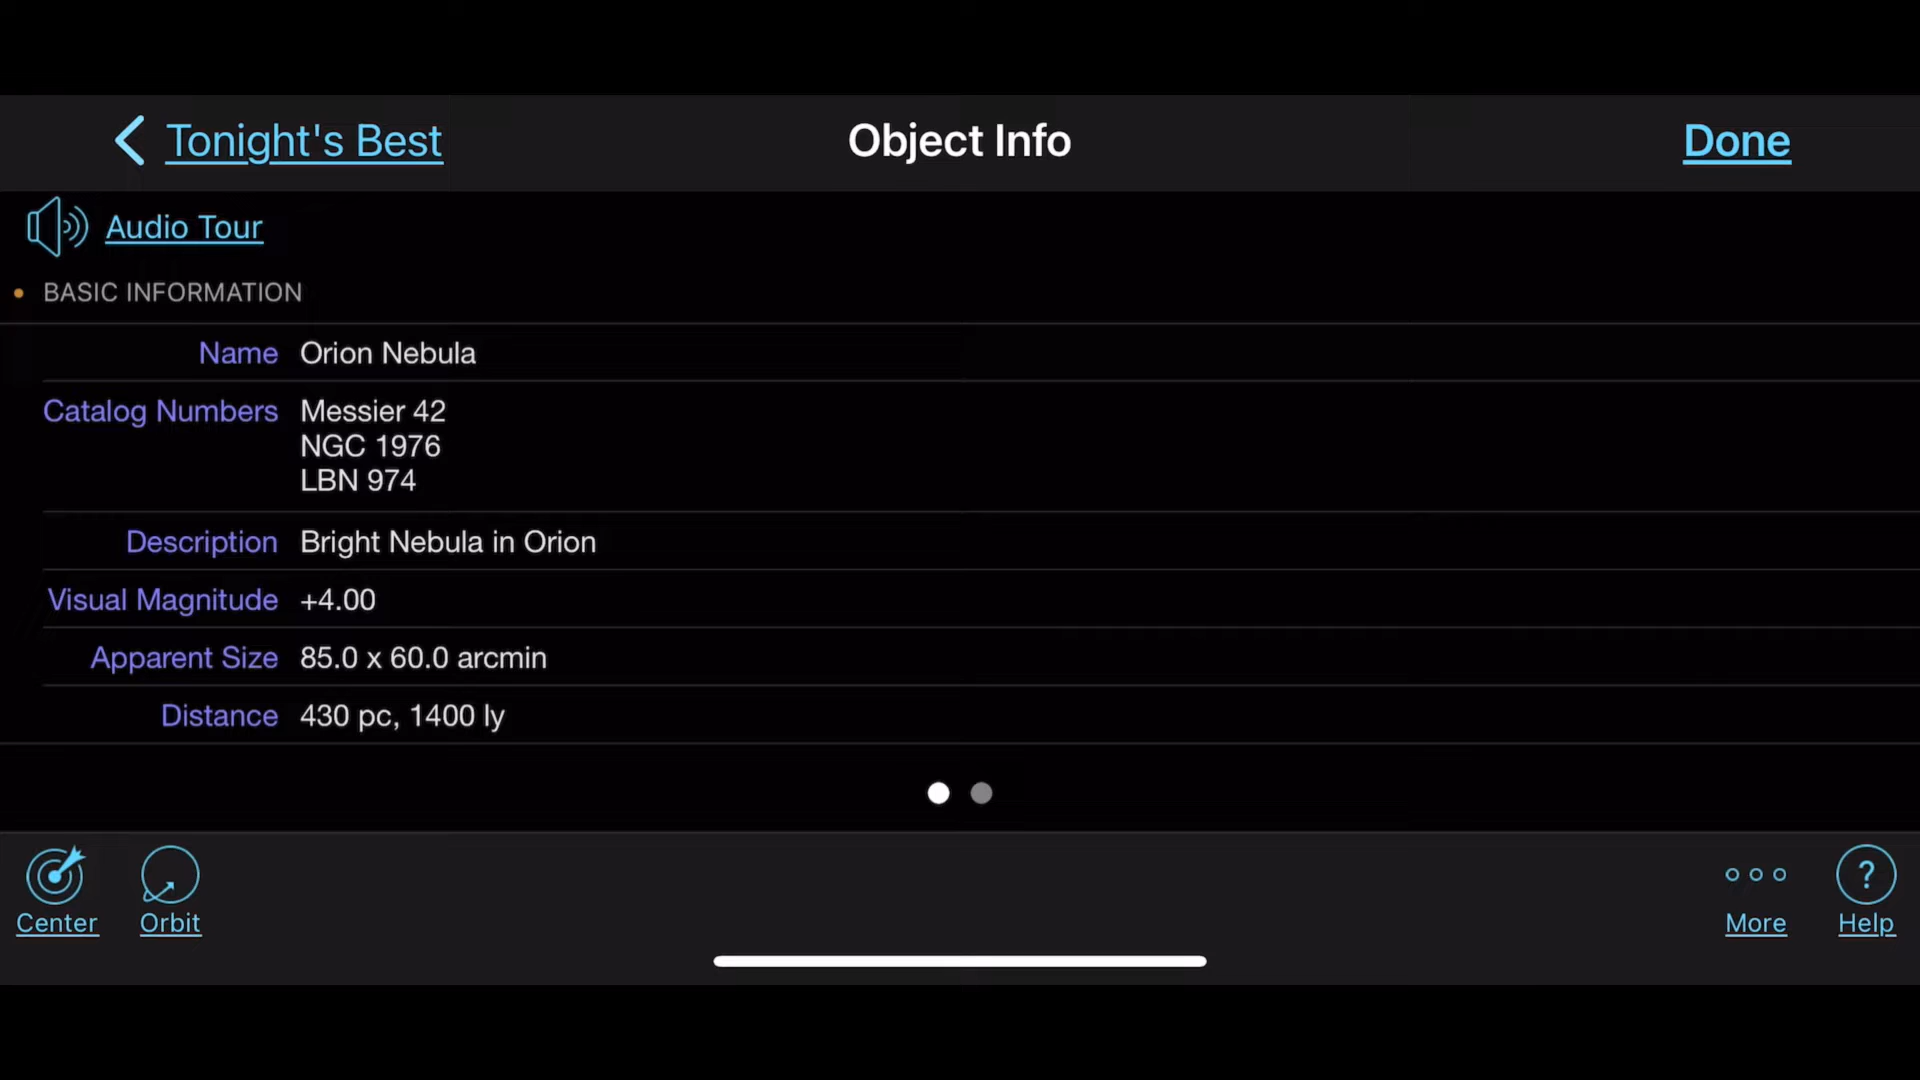 Tonight's Best
Object Info
Done
Audio Tour
BASIC INFORMATION
Name Orion Nebula
Catalog Numbers Messier 42
NGC 1976
LBN 974
Description Bright Nebula in Orion
Visual Magnitude +4.00
Apparent Size 85.0 x 60.0 arcmin
Distance 430 pc, 1400 ly
Center
Orbit
More
?
Help